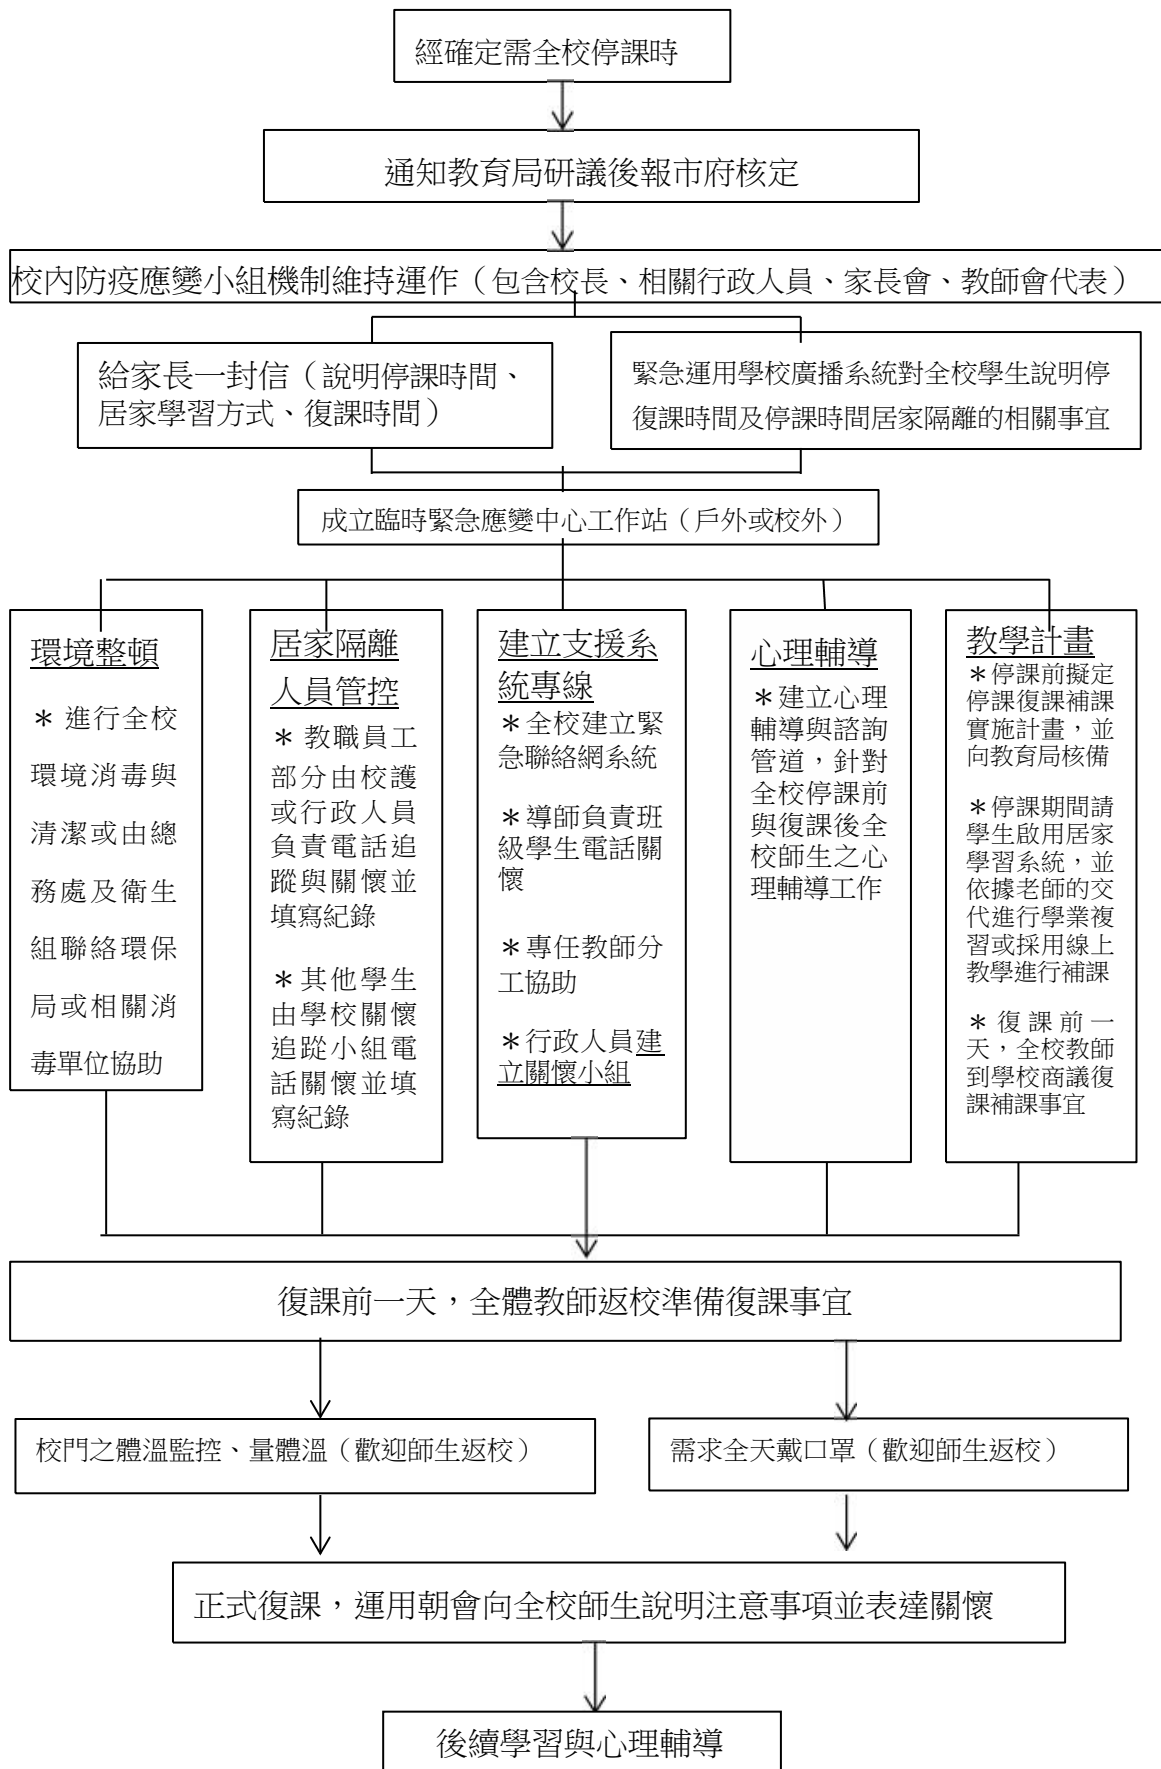 經確定需全校停課時
通知教育局研議後報市府核定
校內防疫應變小組機制維持運作（包含校長、相關行政人員、家長會、教師會代表）
給家長一封信（說明停課時間、
居家學習方式、復課時間）
緊急運用學校廣播系統對全校學生說明停
復課時間及停課時間居家隔離的相關事宜
成立臨時緊急應變中心工作站（戶外或校外）
環境整頓
＊進行全校
環境消毒與
清潔或由總
務處及衛生
組聯絡環保
局或相關消
毒單位協助
居家隔離
人員管控
＊教職員工
部分由校護
或行政人員
負責電話追
蹤與關懷並
填寫紀錄
＊其他學生
由學校關懷
追蹤小組電
話關懷並填
寫紀錄
建立支援系
統專線
＊全校建立緊
急聯絡網系統
＊導師負責班
級學生電話關
懷
＊專任教師分
工協助
＊行政人員建
立關懷小組
心理輔導
＊建立心理
輔導與諮詢
管道，針對
全校停課前
與復課後全
校師生之心
理輔導工作
教學計畫
＊停課前擬定
停課復課補課
實施計畫，並
向教育局核備
＊停課期間請
學生啟用居家
學習系統，並
依據老師的交
代進行學業複
習或採用線上
教學進行補課
＊復課前一
天，全校教師
到學校商議復
課補課事宜
復課前一天，全體教師返校準備復課事宜
校門之體溫監控、量體溫（歡迎師生返校）
需求全天戴口罩（歡迎師生返校）
正式復課，運用朝會向全校師生說明注意事項並表達關懷
後續學習與心理輔導